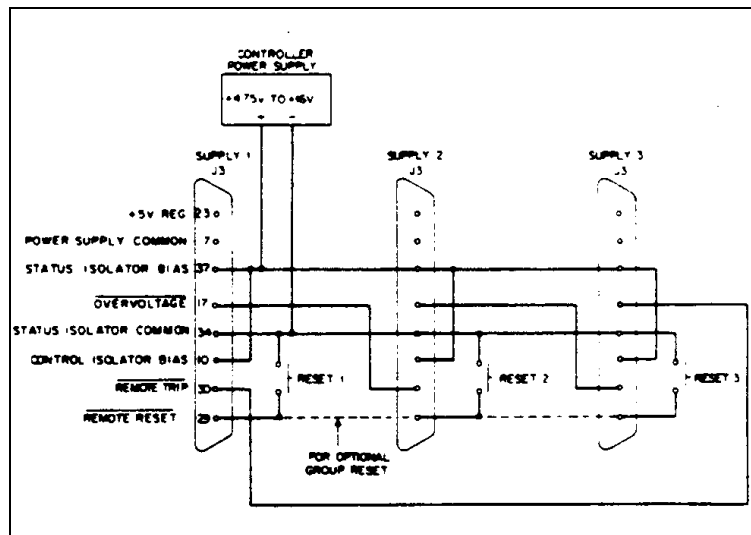 CONTROLLER
POWER SUPPLY
+4.75V TO +16V
+ −
SUPPLY 1
J3
SUPPLY 2
J3
SUPPLY 3
J3
+5V REG 23
POWER SUPPLY COMMON 7
STATUS ISOLATOR BIAS 37
OVERVOLTAGE 17
STATUS ISOLATOR COMMON 34
CONTROL ISOLATOR BIAS 10
REMOTE TRIP 30
REMOTE RESET 29
RESET 1
RESET 2
RESET 3
FOR OPTIONAL
GROUP RESET